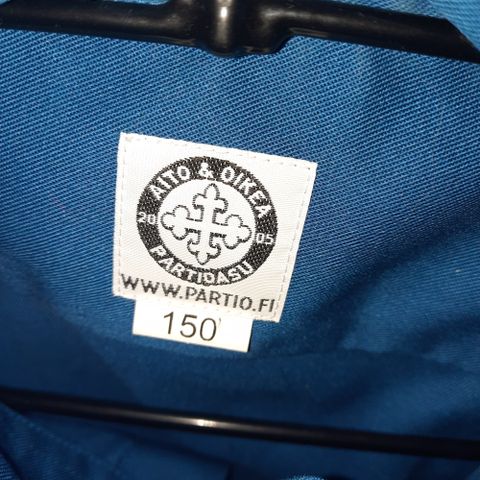 AITO & OIKEA
20 05
PARTIOASU
WWW.PARTIO.FI
150